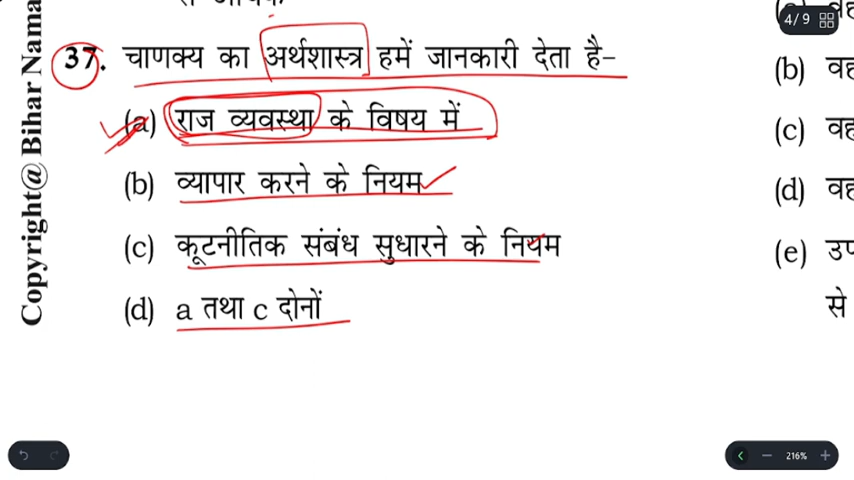 37. चाणक्य का अर्थशास्त्र हमें जानकारी देता है-
(a) राज व्यवस्था के विषय में
(b) व्यापार करने के नियम
(c) कूटनीतिक संबंध सुधारने के नियम
(d) a तथा c दोनों
Copyright@ Bihar Nama
4/9
(b) वह
(c) वह
(d) वह
(e)
से
216%